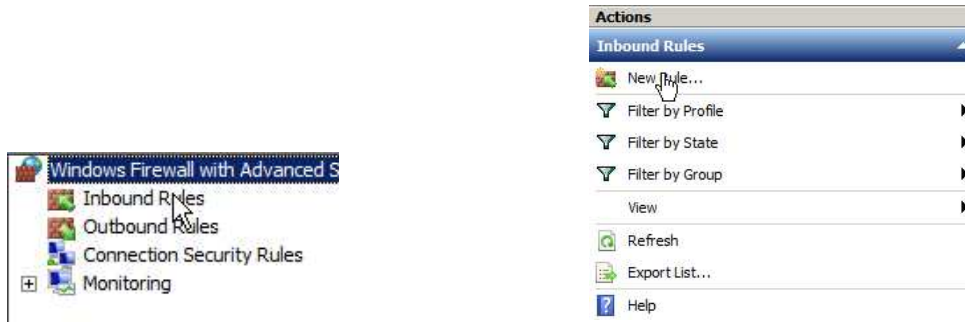 Windows Firewall with Advanced S
Inbound Rules
Outbound Rules
Connection Security Rules
Monitoring
Actions
Inbound Rules
New Rule...
Filter by Profile
Filter by State
Filter by Group
View
Refresh
Export List...
Help